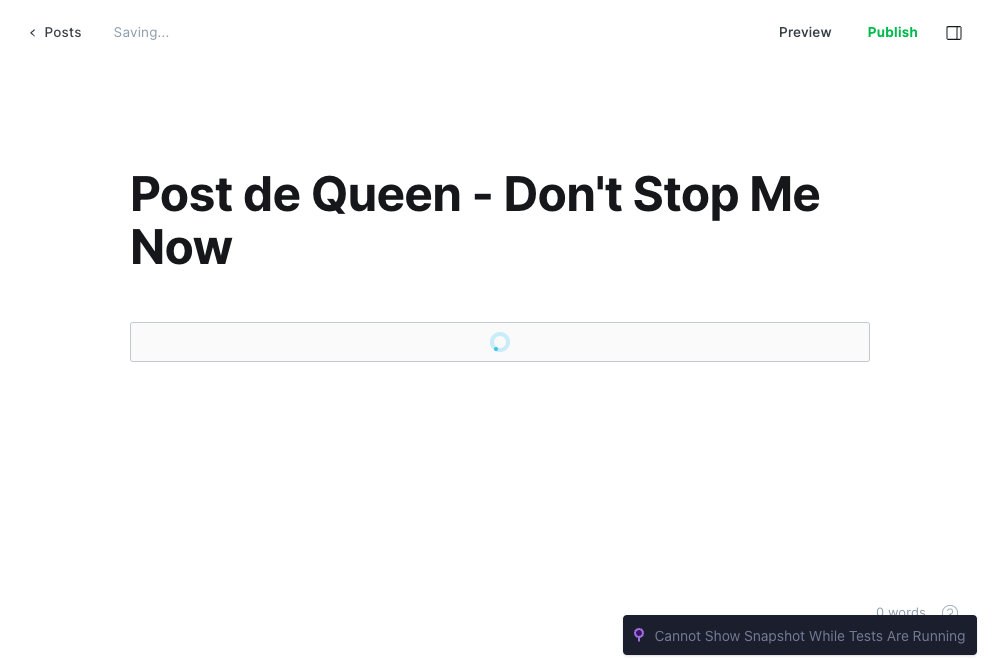 Posts
Saving...
Preview
Publish
Post de Queen - Don't Stop Me
Now
0 words
Cannot Show Snapshot While Tests Are Running